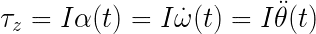 τ_z = Iα(t) = Iω̇(t) = Iθ̈(t)